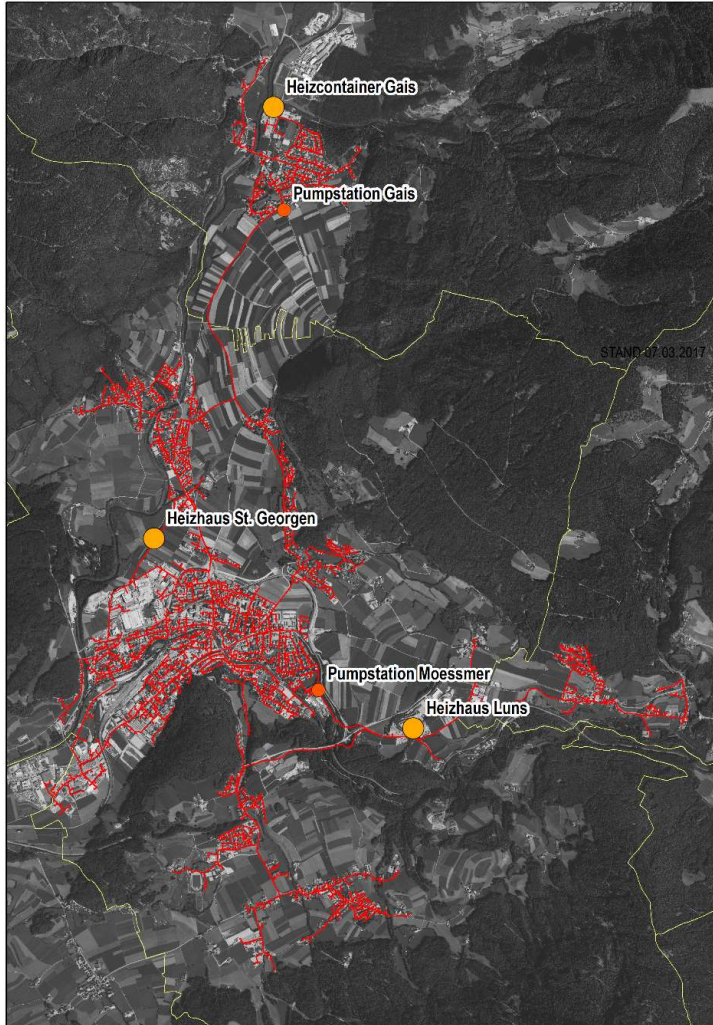 Heizcontainer Gais
Pumpstation Gais
STAND 07.03.2017
Heizhaus St. Georgen
Pumpstation Moessmer
Heizhaus Luns